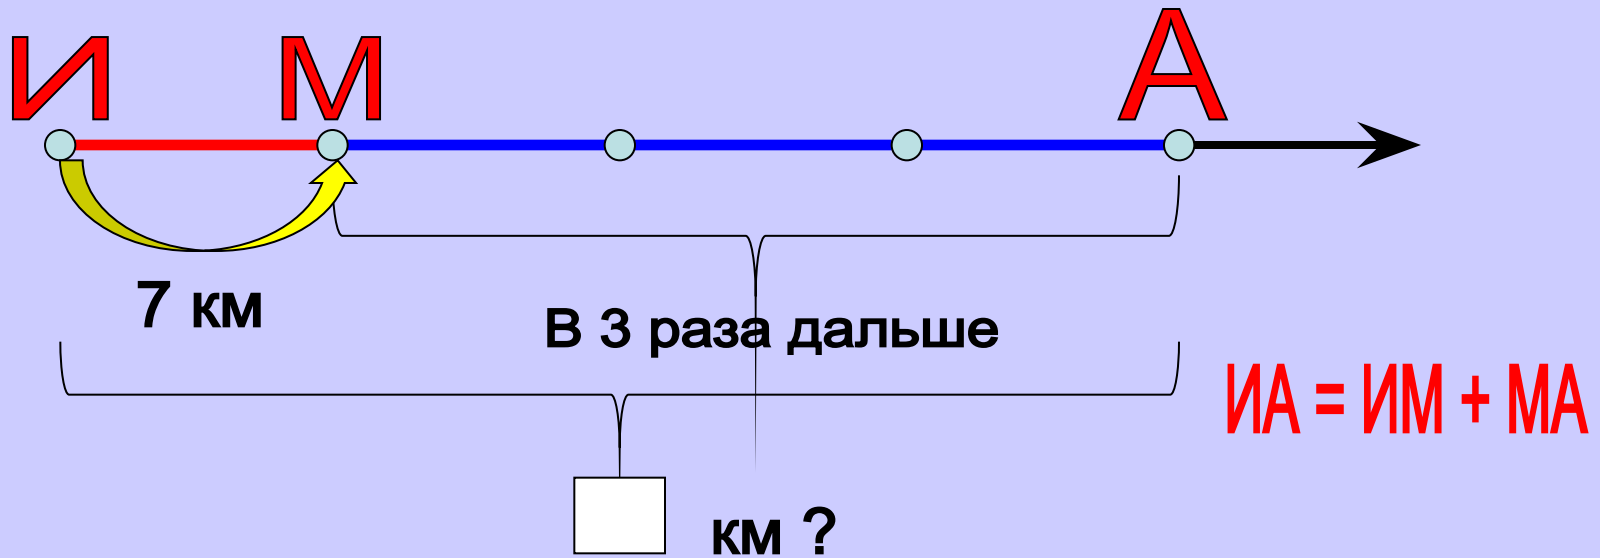 И М А
7 км
В 3 раза дальше
ИА = ИМ + МА
км ?